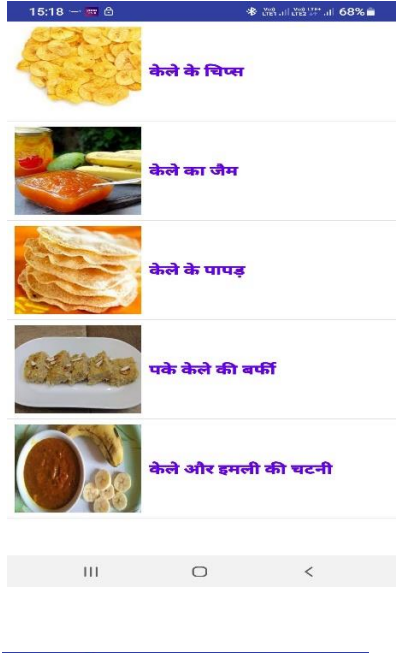 15:18 68%
केले के चिप्स
केले का जैम
केले के पापड़
पके केले की बर्फी
केले और इमली की चटनी